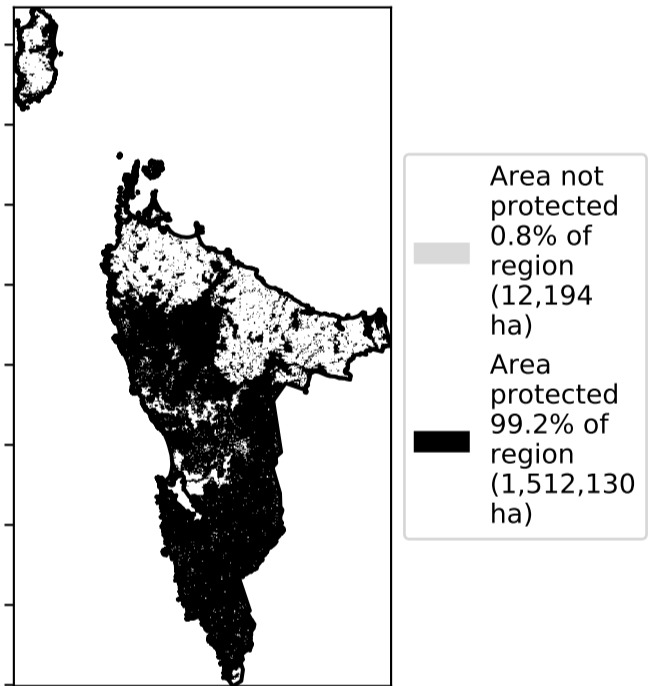 Area not
protected
0.8% of
region
(12,194
ha)
Area
protected
99.2% of
region
(1,512,130
ha)